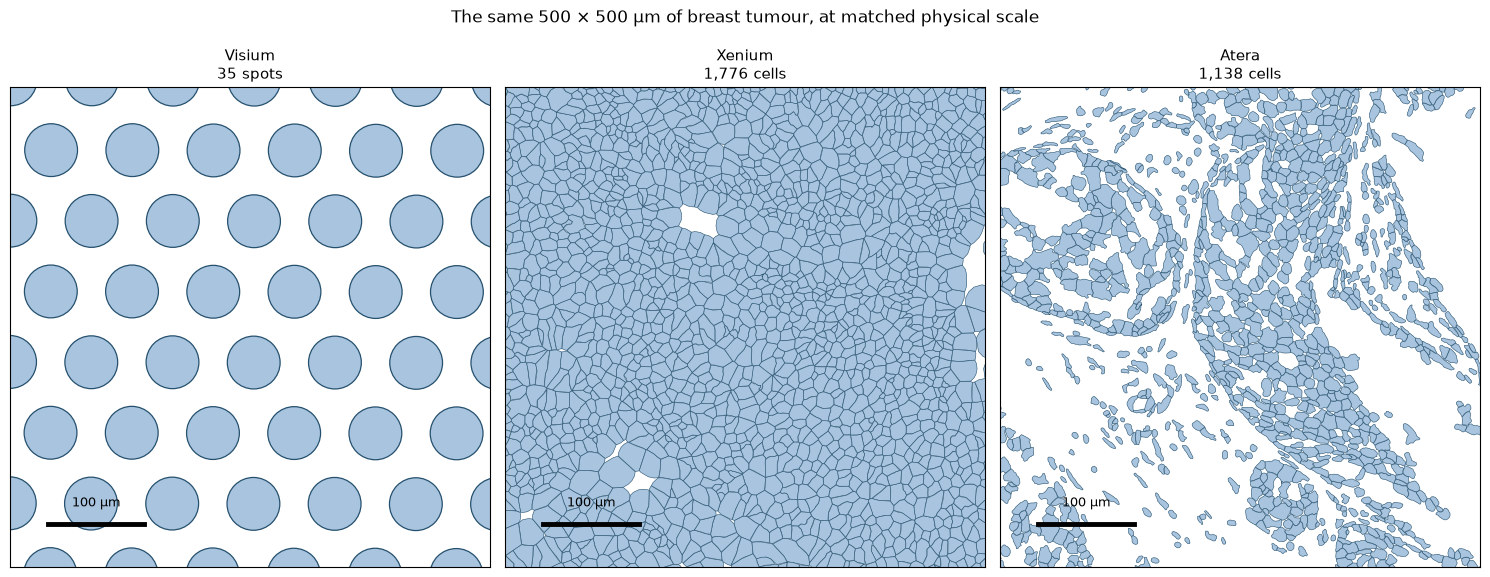 The same 500 × 500 µm of breast tumour, at matched physical scale
Visium
35 spots
Xenium
1,776 cells
Atera
1,138 cells
100 µm
100 µm
100 µm